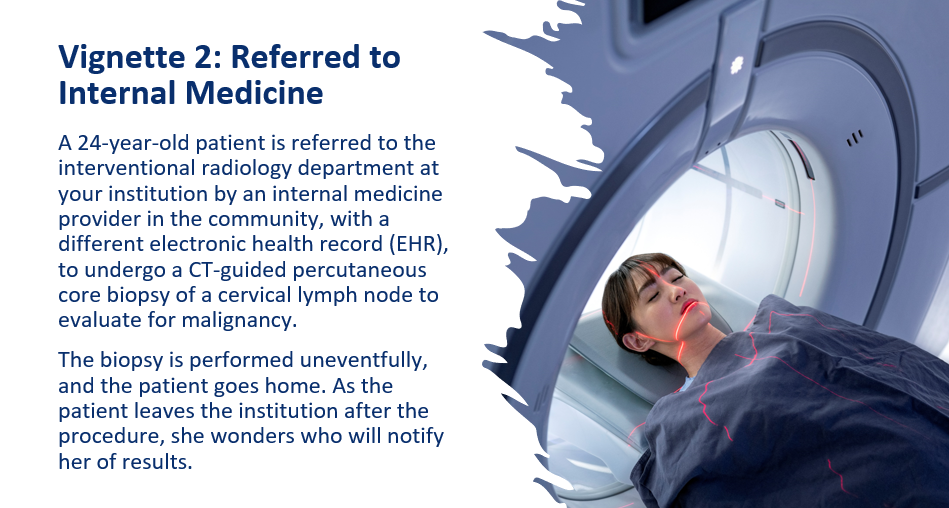 Vignette 2: Referred to
Internal Medicine
A 24-year-old patient is referred to the
interventional radiology department at
your institution by an internal medicine
provider in the community, with a
different electronic health record (EHR),
to undergo a CT-guided percutaneous
core biopsy of a cervical lymph node to
evaluate for malignancy.
The biopsy is performed uneventfully,
and the patient goes home. As the
patient leaves the institution after the
procedure, she wonders who will notify
her of results.